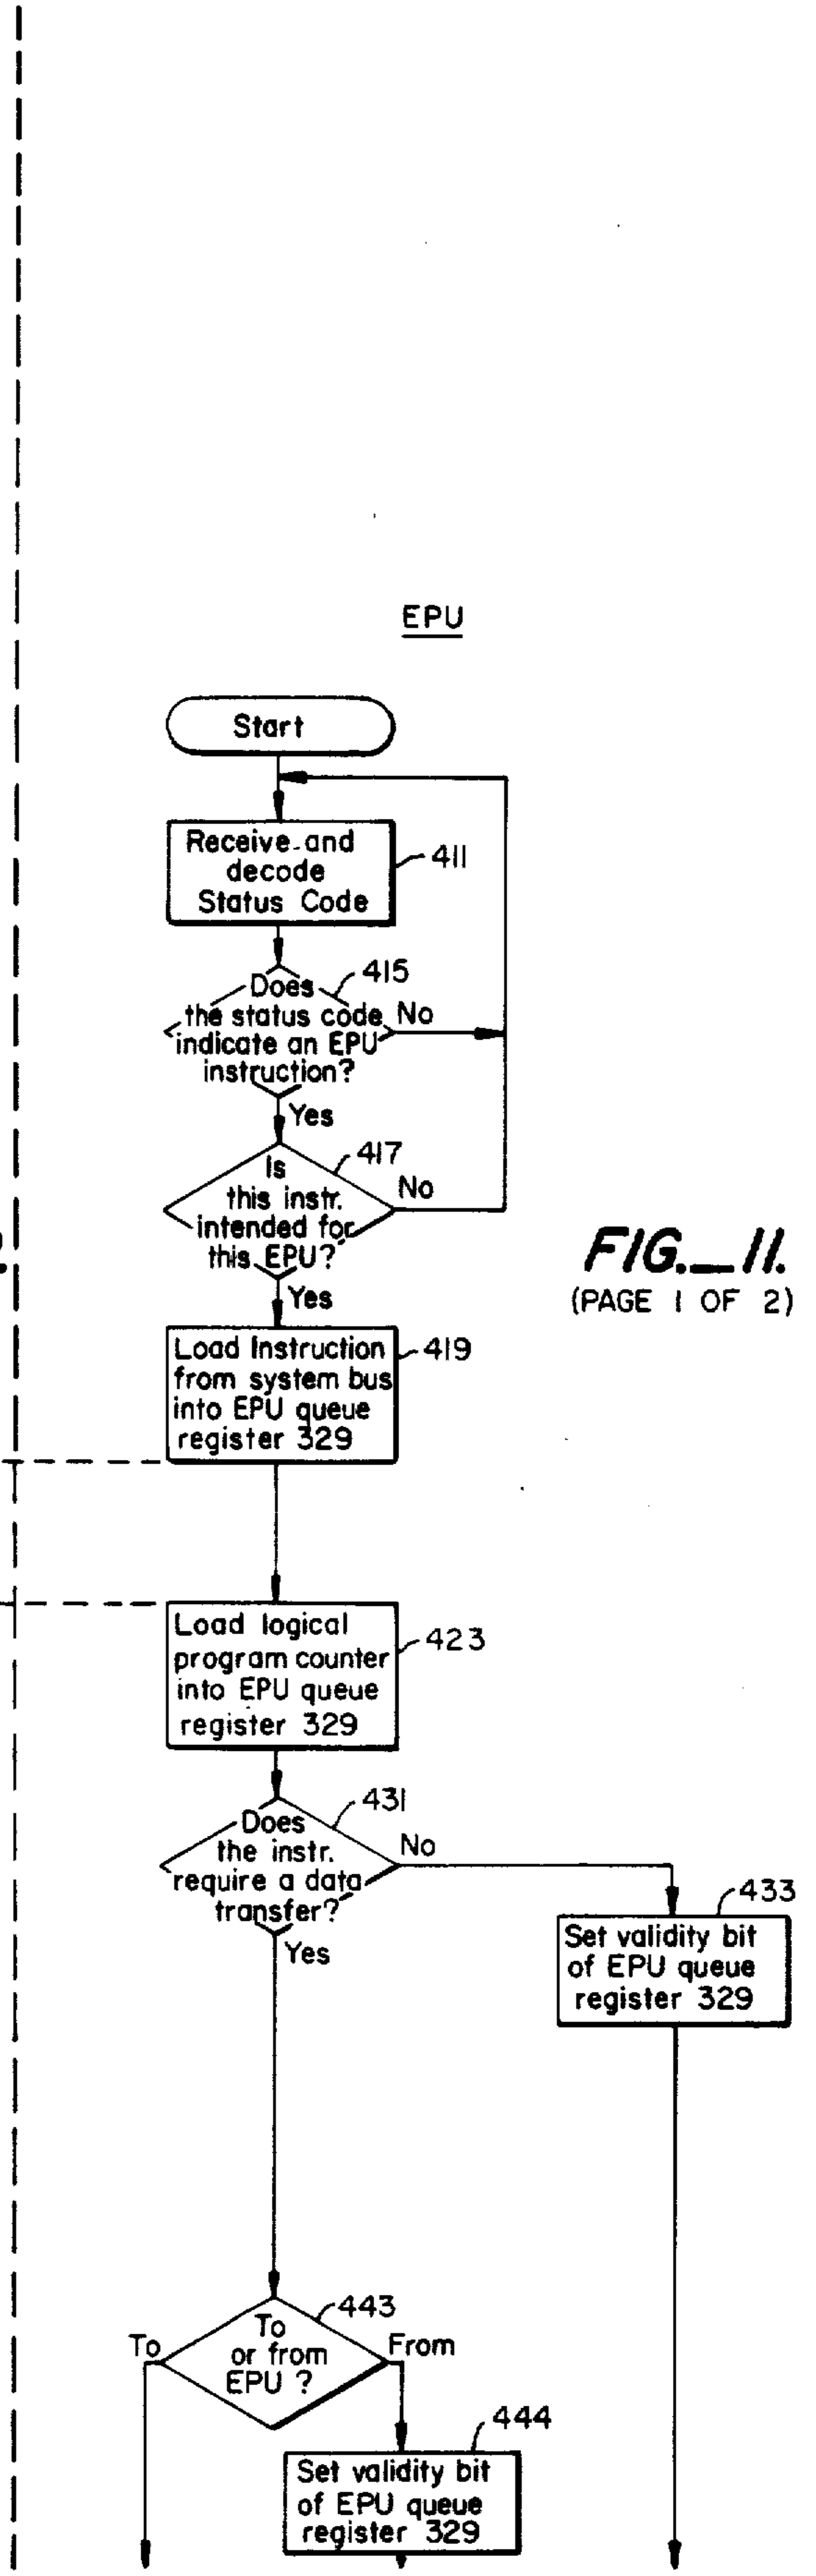 EPU
Start
Receive and
decode
Status Code
411
Does
the status code
indicate an EPU
instruction?
415
No
Yes
Is
this instr.
intended for
this EPU?
417
No
Yes
FIG._11.
(PAGE 1 OF 2)
Load Instruction
from system bus
into EPU queue
register 329
419
Load logical
program counter
into EPU queue
register 329
423
Does
the instr.
require a data
transfer?
431
No
Yes
433
Set validity bit
of EPU queue
register 329
To
or from
EPU ?
443
To
From
444
Set validity bit
of EPU queue
register 329